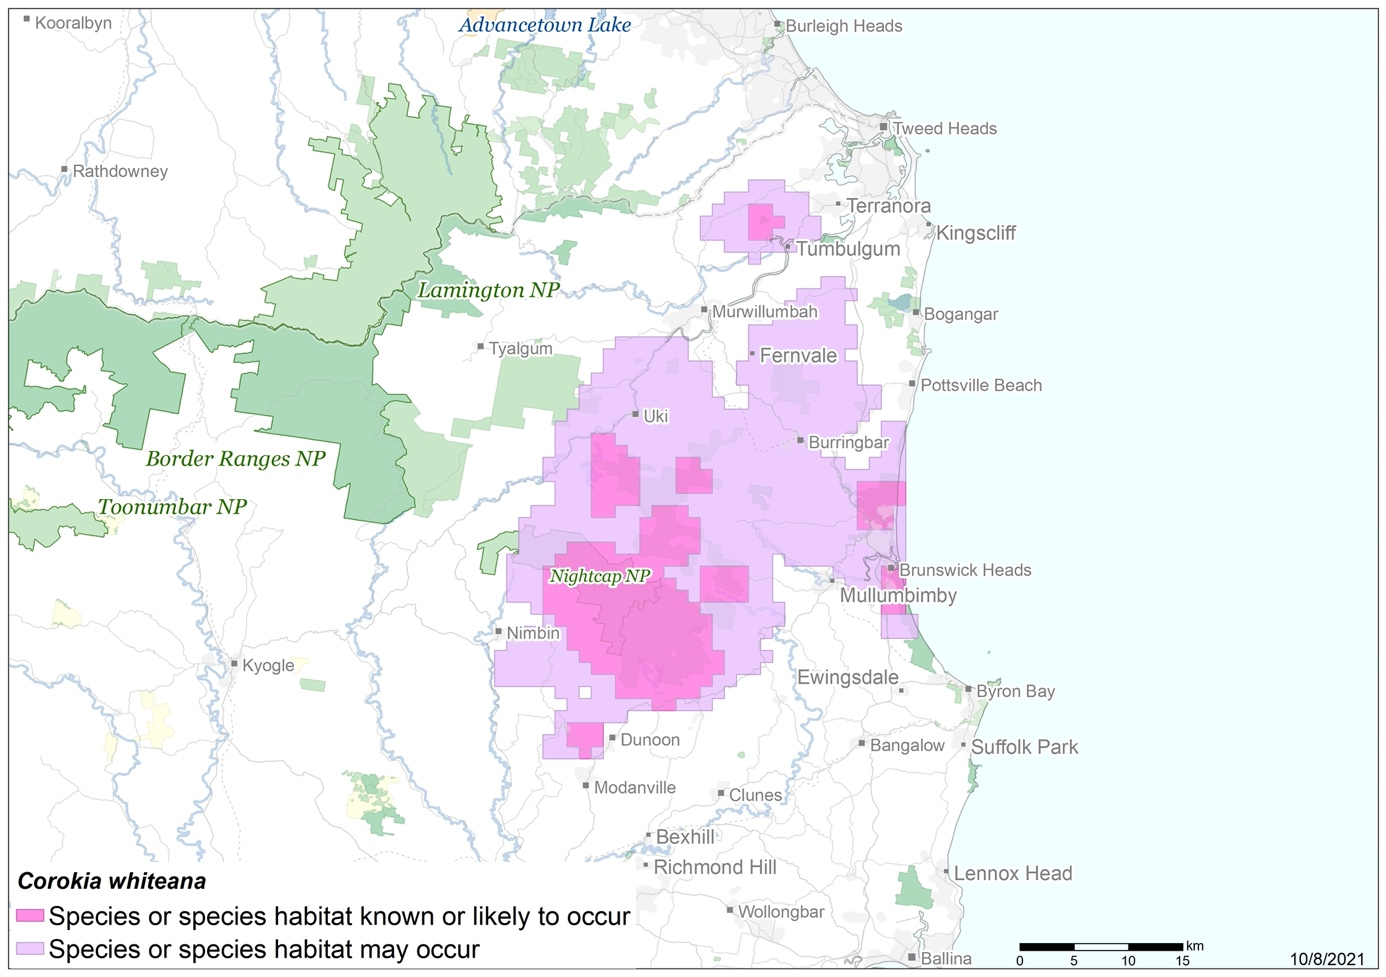 Kooralbyn
Advancetown Lake
Burleigh Heads
Tweed Heads
Rathdowney
Terranora
Kingscliff
Tumbulgum
Lamington NP
Murwillumbah
Bogangar
Tyalgum
Fernvale
Pottsville Beach
Uki
Burringbar
Border Ranges NP
Toonumbar NP
Nightcap NP
Brunswick Heads
Mullumbimby
Nimbin
Kyogle
Ewingsdale
Byron Bay
Dunoon
Bangalow
Suffolk Park
Modanville
Clunes
Bexhill
Richmond Hill
Lennox Head
Wollongbar
Ballina
Corokia whiteana
Species or species habitat known or likely to occur
Species or species habitat may occur
km
0 5 10 15
10/8/2021